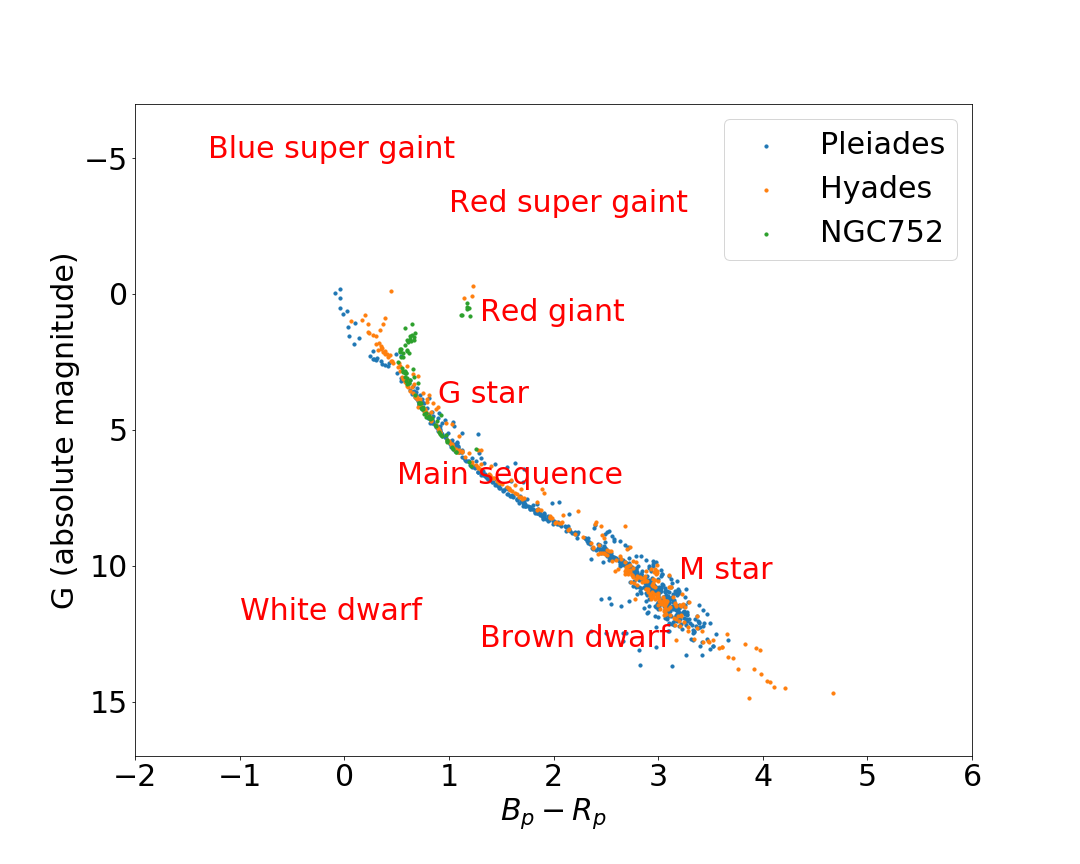 Blue super gaint
Red super gaint
Pleiades
Hyades
NGC752
Red giant
G star
Main sequence
M star
White dwarf
Brown dwarf
G (absolute magnitude)
−5
0
5
10
15
−2 −1 0 1 2 3 4 5 6
Bp − Rp